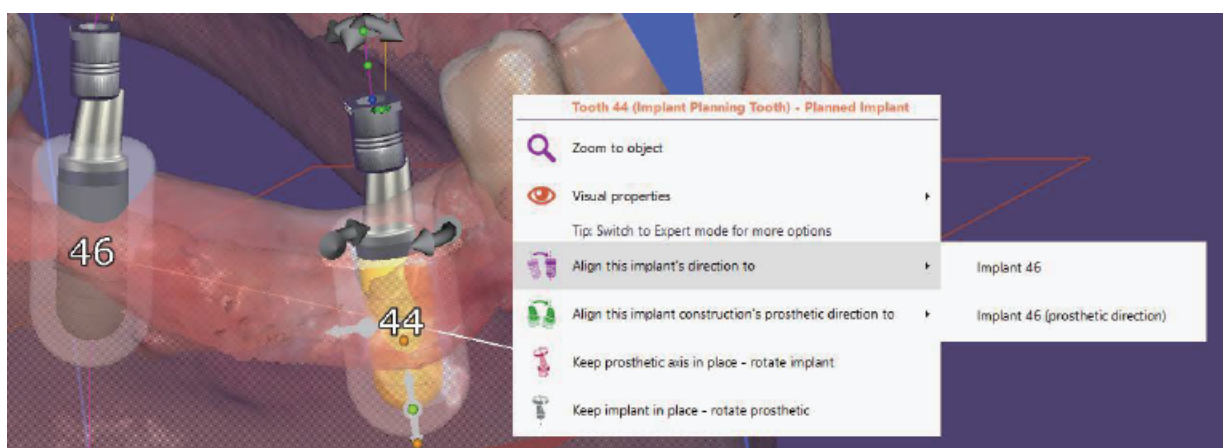 Tooth 44 (Implant Planning Tooth) - Planned Implant
Zoom to object
Visual properties
Tip: Switch to Expert mode for more options
Align this implant's direction to
Implant 46
Align this implant construction's prosthetic direction to
Implant 46 (prosthetic direction)
Keep prosthetic axis in place - rotate implant
Keep implant in place - rotate prosthetic
46
44